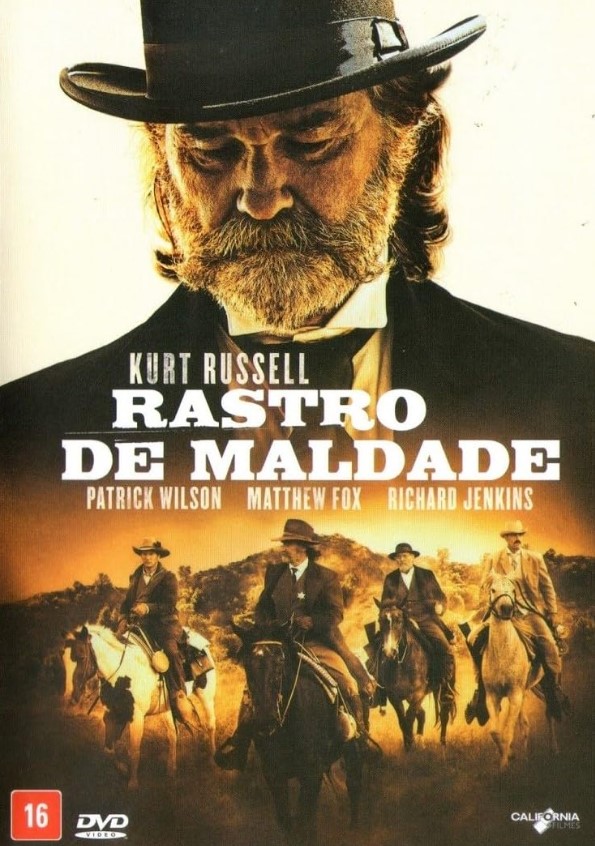 KURT RUSSELL
RASTRO
DE MALDADE
PATRICK WILSON MATTHEW FOX RICHARD JENKINS
16
DVD
VIDEO
CALIFORNIA
FILMES